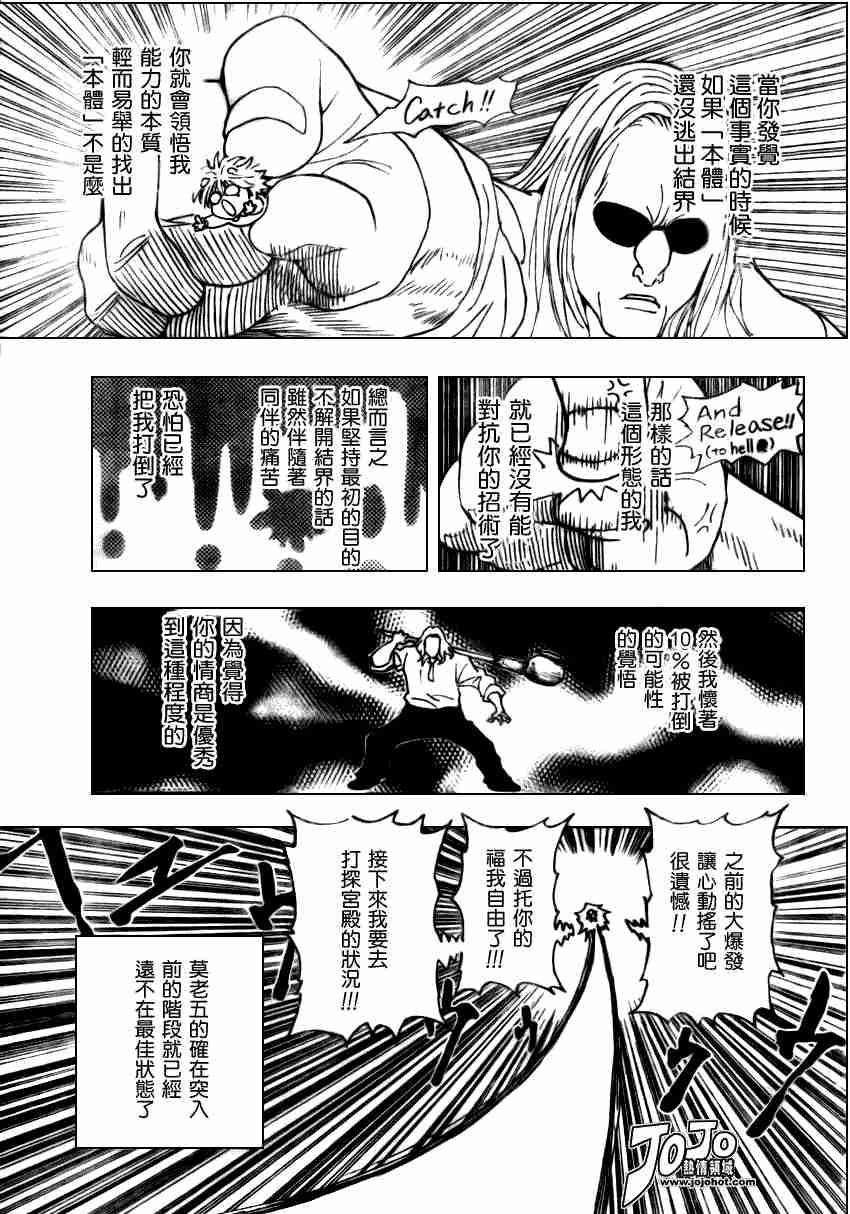 當你發覺
這個事實的時候
如果「本體」
還沒逃出結界
Catch!!
你就會領悟我
能力的本質
輕而易舉的找出
「本體」不是麼
And
Release!!
(to hell)
那樣的話
這個形態的我
就已經沒有能
對抗你的招術了
總而言之
如果堅持最初的目的
不解開結界的話
雖然伴隨著
同伴的痛苦
恐怕已經
把我打倒了
然後我懷著
10%被打倒
的可能性
的覺悟
因為覺得
你的情商是優秀
到這種程度的
之前的大爆發
讓心動搖了吧
很遺憾!!
不過托你的
福我自由了!!!
接下來我要去
打探宮殿的狀況!!!
莫老五的確在突入
前的階段就已經
遠不在最佳狀態了
JOJO
熱情領域
www.jojohot.com